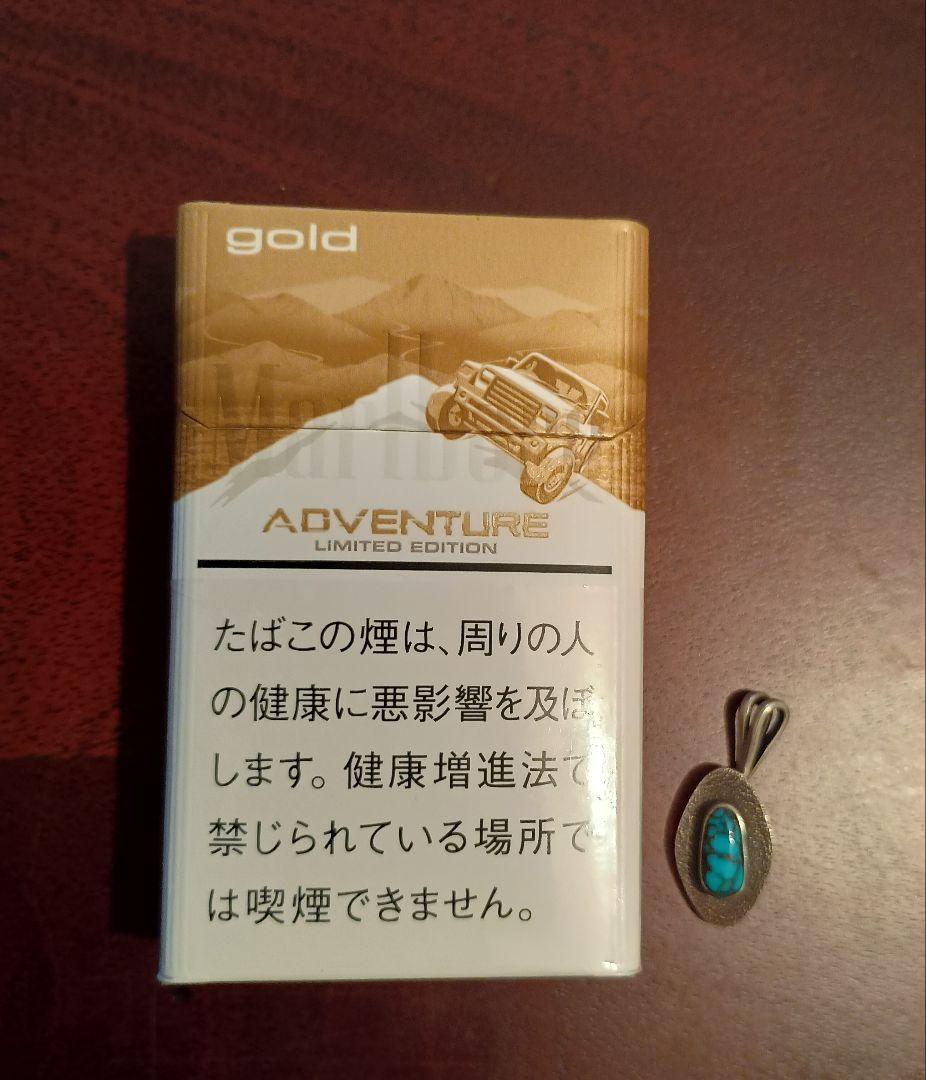 gold
Marlboro
ADVENTURE
LIMITED EDITION
たばこの煙は、周りの人
の健康に悪影響を及ぼ
します。健康増進法で
禁じられている場所で
は喫煙できません。